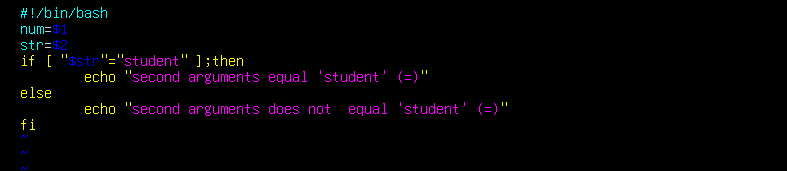 #!/bin/bash
num=$1
str=$2
if [ "$str"="student" ];then
        echo "second arguments equal 'student' (=)"
else
        echo "second arguments does not  equal 'student' (=)"
fi
~
~
~